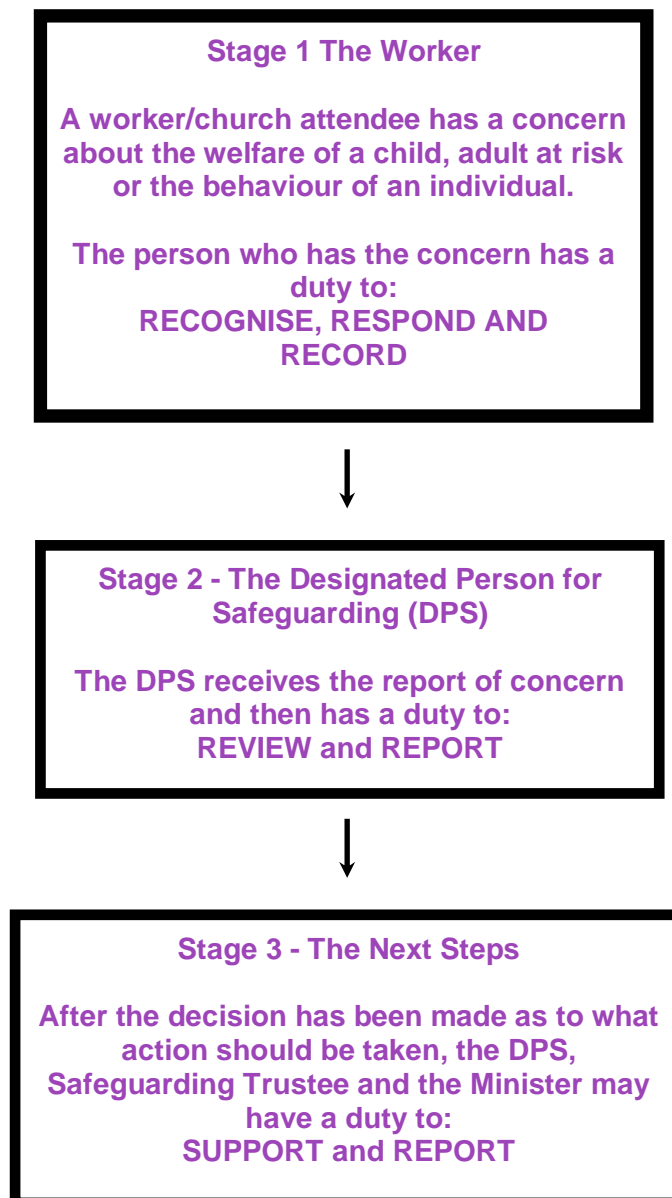 Stage 1 The Worker
A worker/church attendee has a concern
about the welfare of a child, adult at risk
or the behaviour of an individual.
The person who has the concern has a
duty to:
RECOGNISE, RESPOND AND
RECORD
Stage 2 - The Designated Person for
Safeguarding (DPS)
The DPS receives the report of concern
and then has a duty to:
REVIEW and REPORT
Stage 3 - The Next Steps
After the decision has been made as to what
action should be taken, the DPS,
Safeguarding Trustee and the Minister may
have a duty to:
SUPPORT and REPORT